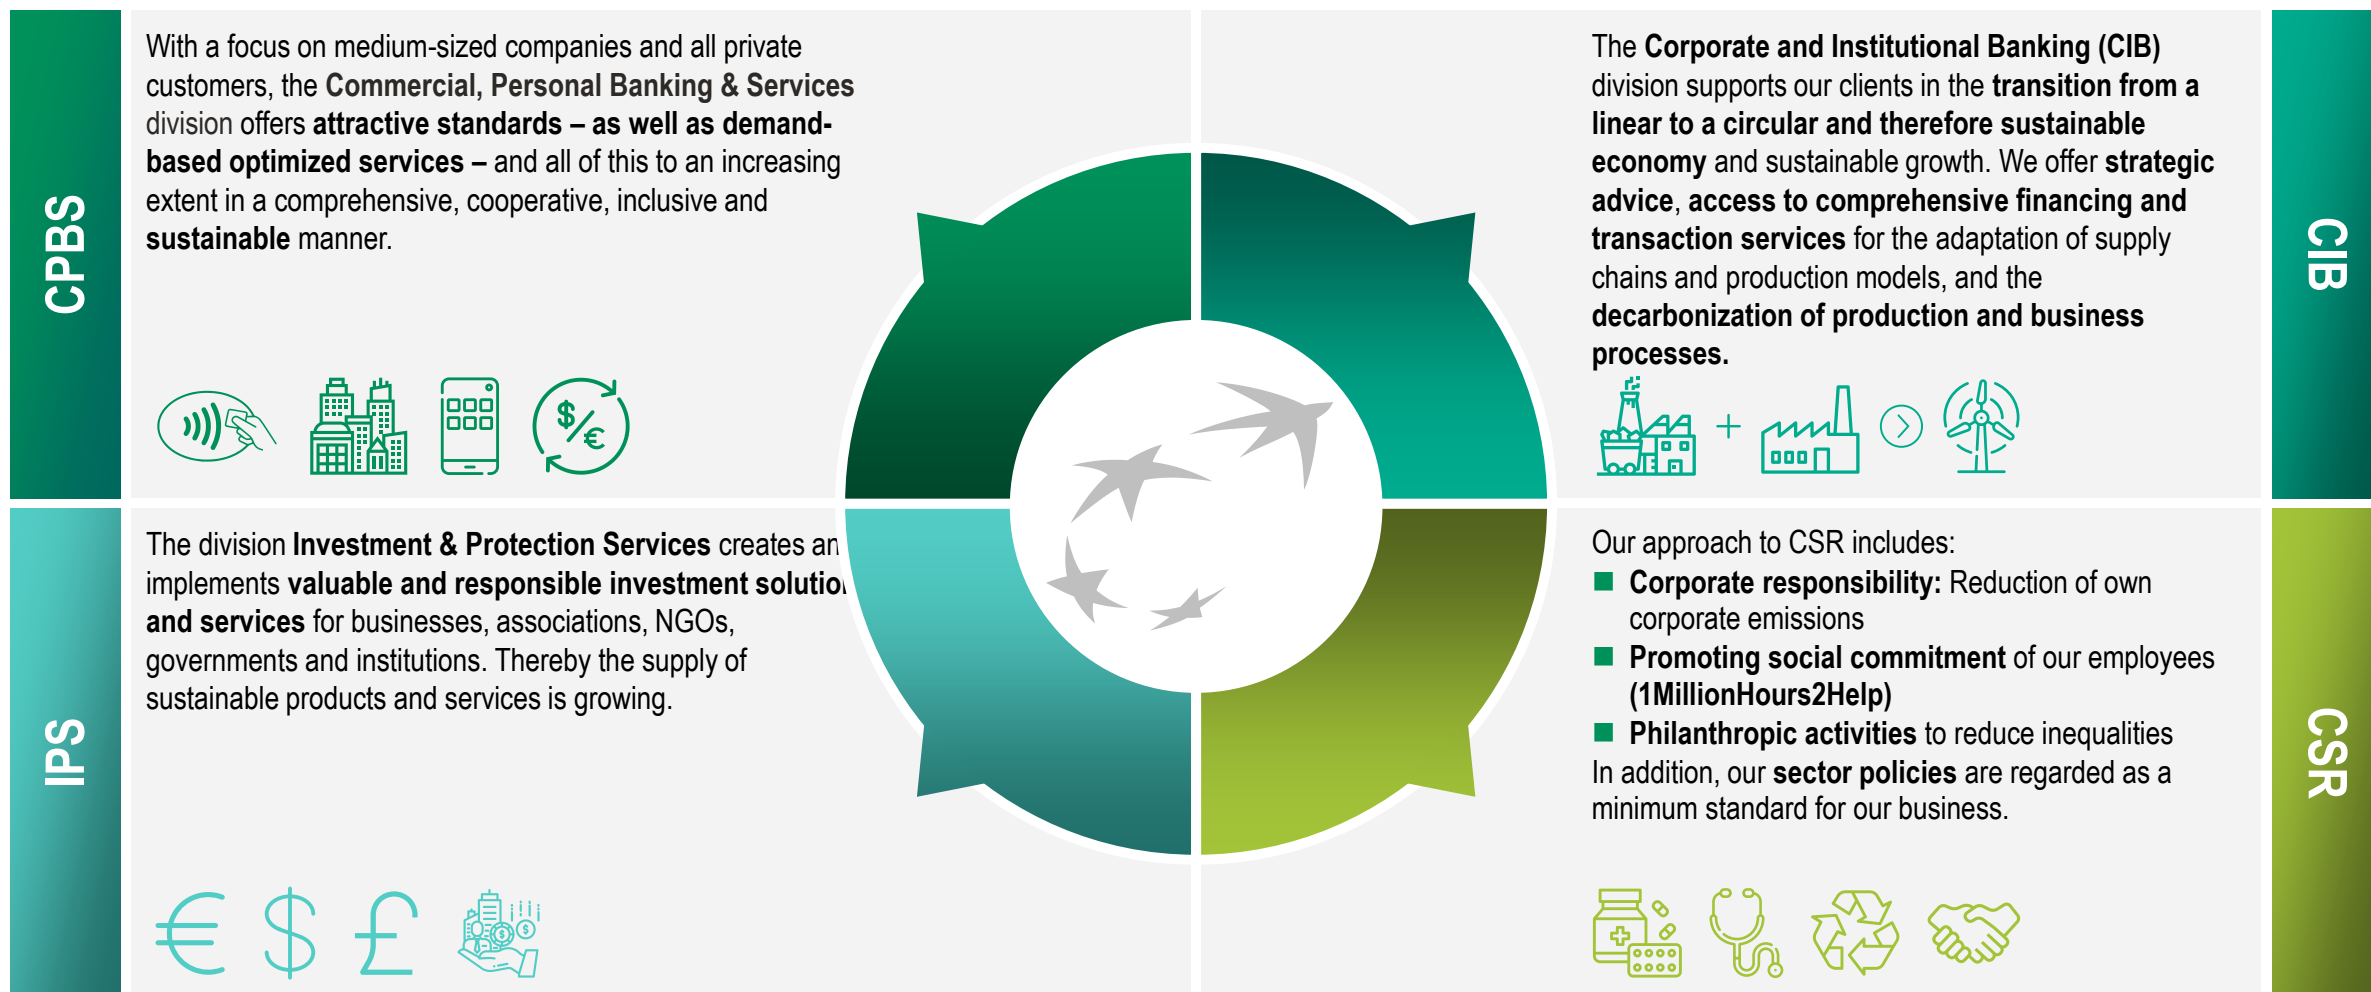 CPBS
With a focus on medium-sized companies and all private
customers, the Commercial, Personal Banking & Services
division offers attractive standards – as well as demand-
based optimized services – and all of this to an increasing
extent in a comprehensive, cooperative, inclusive and
sustainable manner.
$/€
The Corporate and Institutional Banking (CIB)
division supports our clients in the transition from a
linear to a circular and therefore sustainable
economy and sustainable growth. We offer strategic
advice, access to comprehensive financing and
transaction services for the adaptation of supply
chains and production models, and the
decarbonization of production and business
processes.
+
CIB
IPS
The division Investment & Protection Services creates
implements valuable and responsible investment
and services for businesses, associations, NGOs,
governments and institutions. Thereby the supply of
sustainable products and services is growing.
€ $ £
$ $
Our approach to CSR includes:
Corporate responsibility: Reduction of own
corporate emissions
Promoting social commitment of our employees
(1MillionHours2Help)
Philanthropic activities to reduce inequalities
In addition, our sector policies are regarded as a
minimum standard for our business.
CSR